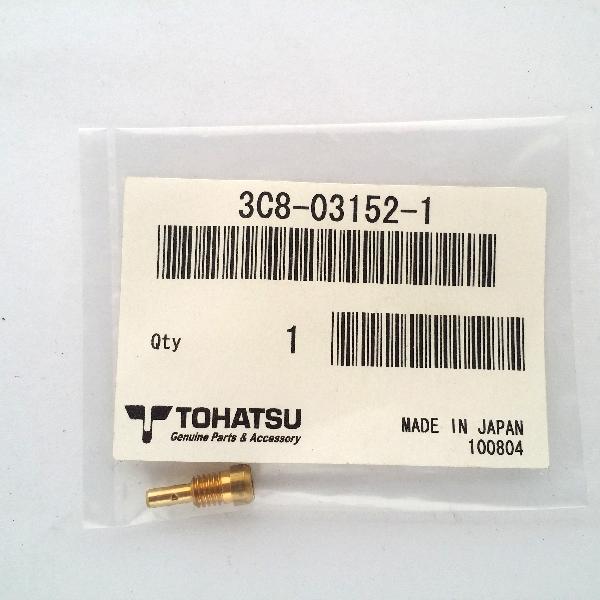 3C8-03152-1
Qty 1
TOHATSU
Genuine Parts & Accessory
MADE IN JAPAN
100804